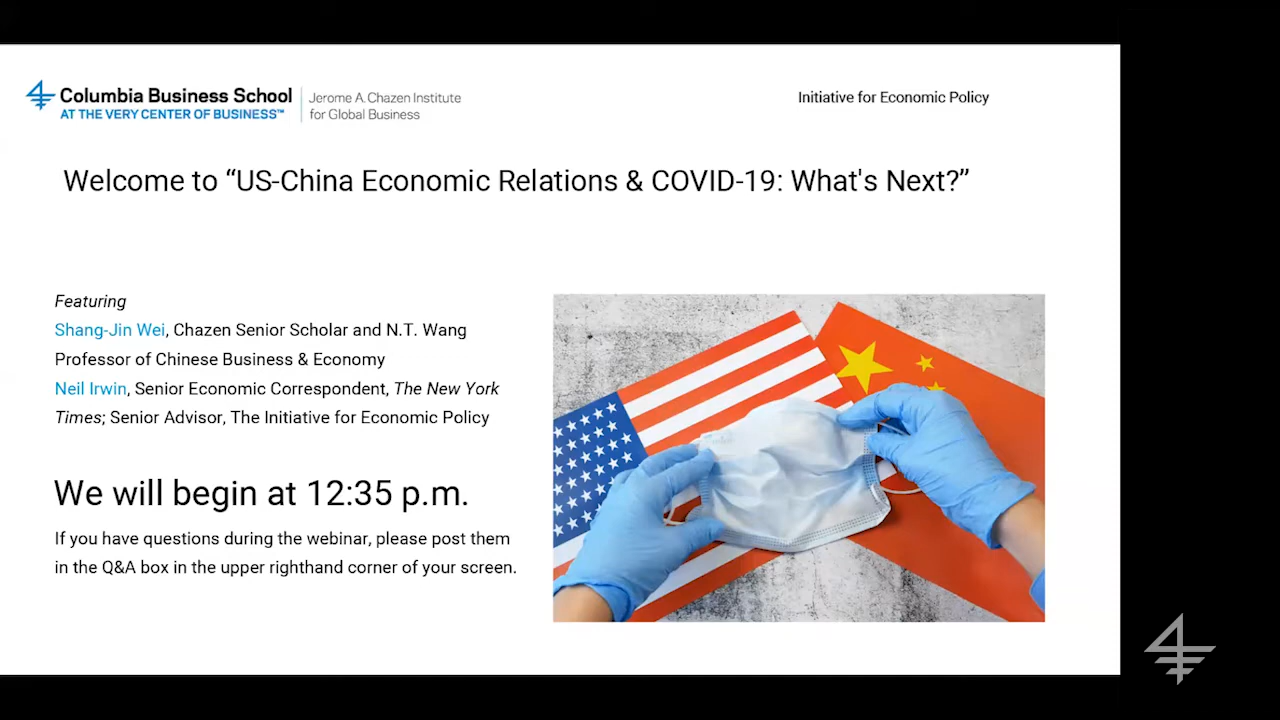 Columbia Business School
AT THE VERY CENTER OF BUSINESS™
Jerome A. Chazen Institute
for Global Business
Initiative for Economic Policy
Welcome to “US-China Economic Relations & COVID-19: What's Next?”
Featuring
Shang-Jin Wei, Chazen Senior Scholar and N.T. Wang
Professor of Chinese Business & Economy
Neil Irwin, Senior Economic Correspondent, The New York
Times; Senior Advisor, The Initiative for Economic Policy
We will begin at 12:35 p.m.
If you have questions during the webinar, please post them
in the Q&A box in the upper righthand corner of your screen.